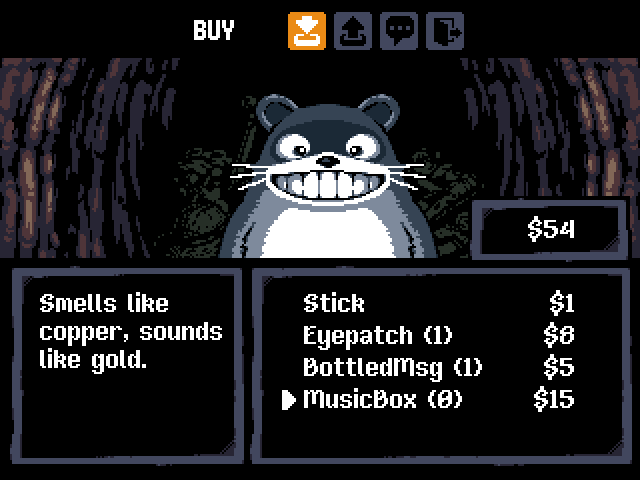 BUY
$54
Smells like
copper, sounds
like gold.
Stick $1
Eyepatch (1) $8
BottledMsg (1) $5
MusicBox (0) $15